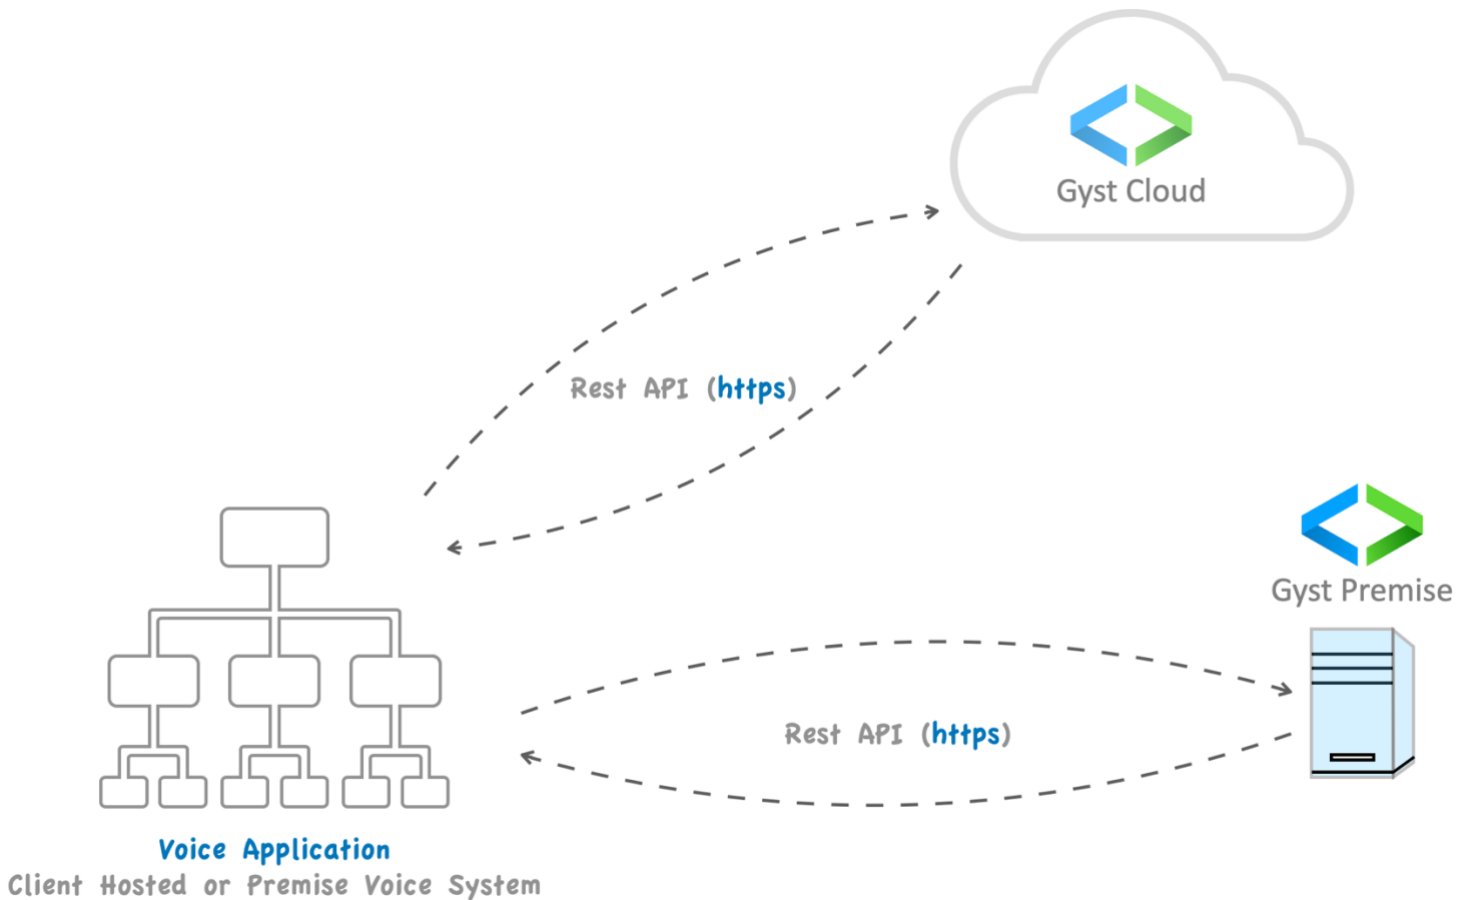 Gyst Cloud
Rest API (https)
Gyst Premise
Rest API (https)
Voice Application
Client Hosted or Premise Voice System